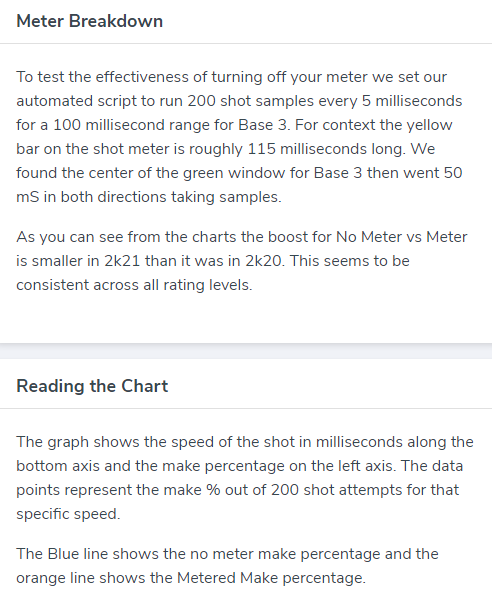 Meter Breakdown
To test the effectiveness of turning off your meter we set our
automated script to run 200 shot samples every 5 milliseconds
for a 100 millisecond range for Base 3. For context the yellow
bar on the shot meter is roughly 115 milliseconds long. We
found the center of the green window for Base 3 then went 50
mS in both directions taking samples.
As you can see from the charts the boost for No Meter vs Meter
is smaller in 2k21 than it was in 2k20. This seems to be
consistent across all rating levels.
Reading the Chart
The graph shows the speed of the shot in milliseconds along the
bottom axis and the make percentage on the left axis. The data
points represent the make % out of 200 shot attempts for that
specific speed.
The Blue line shows the no meter make percentage and the
orange line shows the Metered Make percentage.